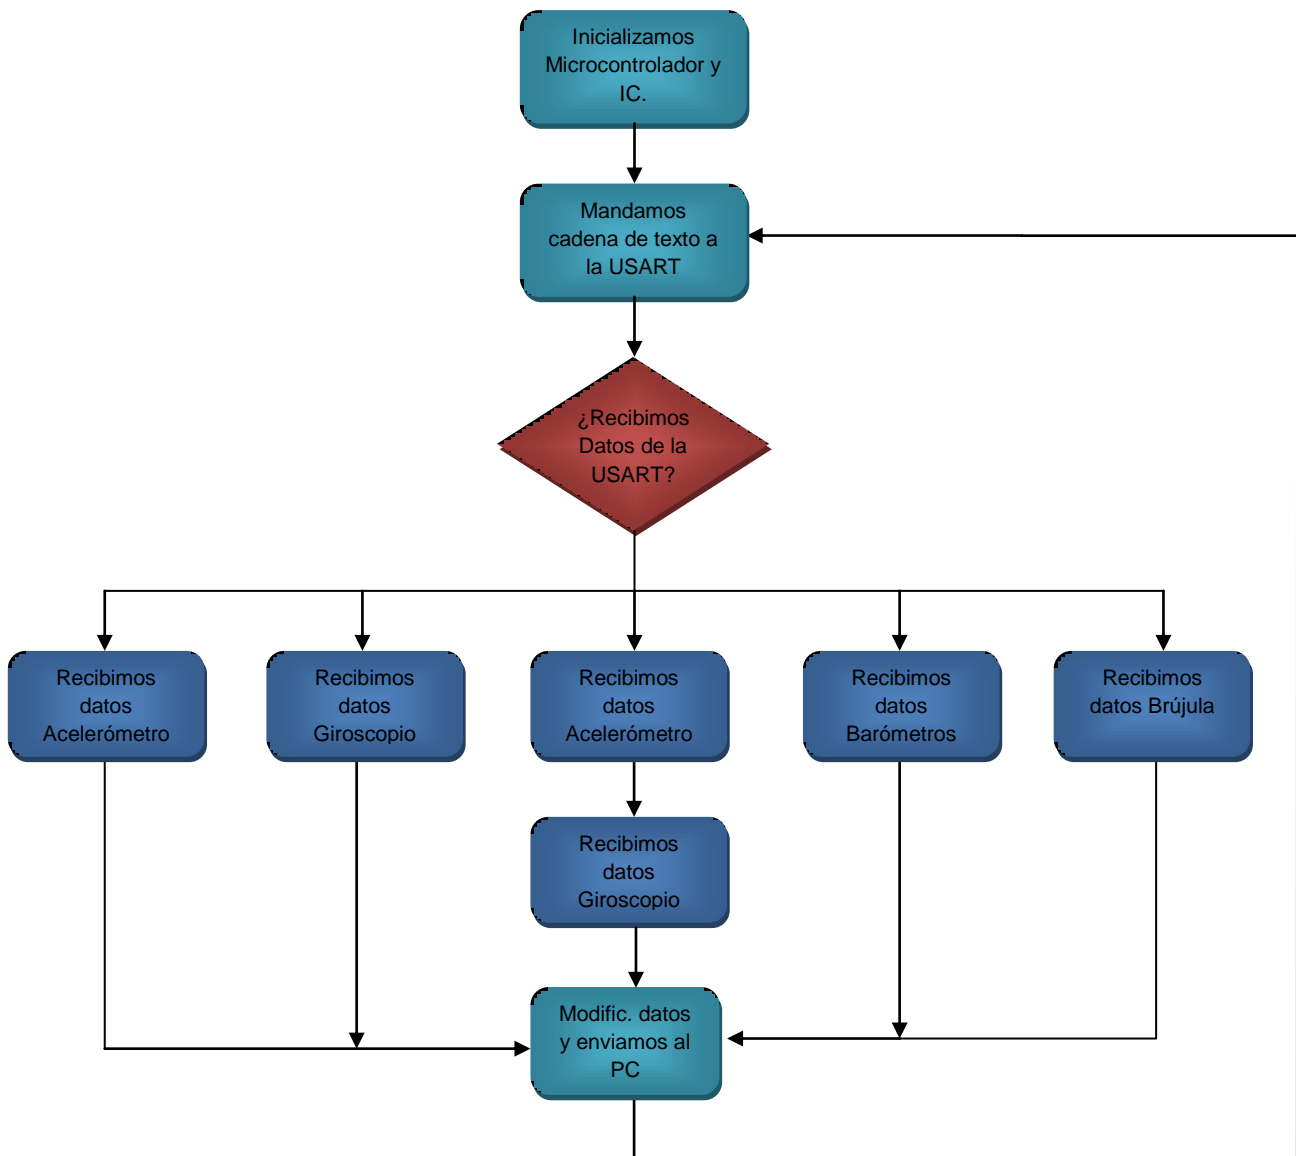 Inicializamos
Microcontrolador y
IC.
Mandamos
cadena de texto a
la USART
¿Recibimos
Datos de la
USART?
Recibimos
datos
Acelerómetro
Recibimos
datos
Giroscopio
Recibimos
datos
Acelerómetro
Recibimos
datos
Barómetros
Recibimos
datos Brújula
Recibimos
datos
Giroscopio
Modific. datos
y enviamos al
PC